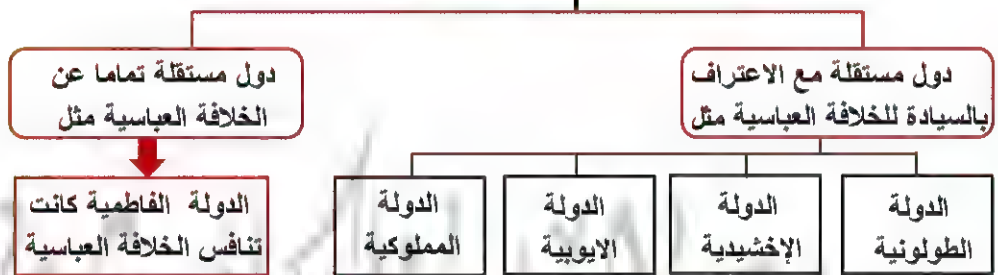 دول مستقلة مع الاعتراف
بالسيادة للخلافة العباسية مثل
دول مستقلة تماما عن
الخلافة العباسية مثل
الدولة
الطولونية
الدولة
الإخشيدية
الدولة
الايوبية
الدولة
المملوكية
الدولة الفاطمية كانت
تنافس الخلافة العباسية